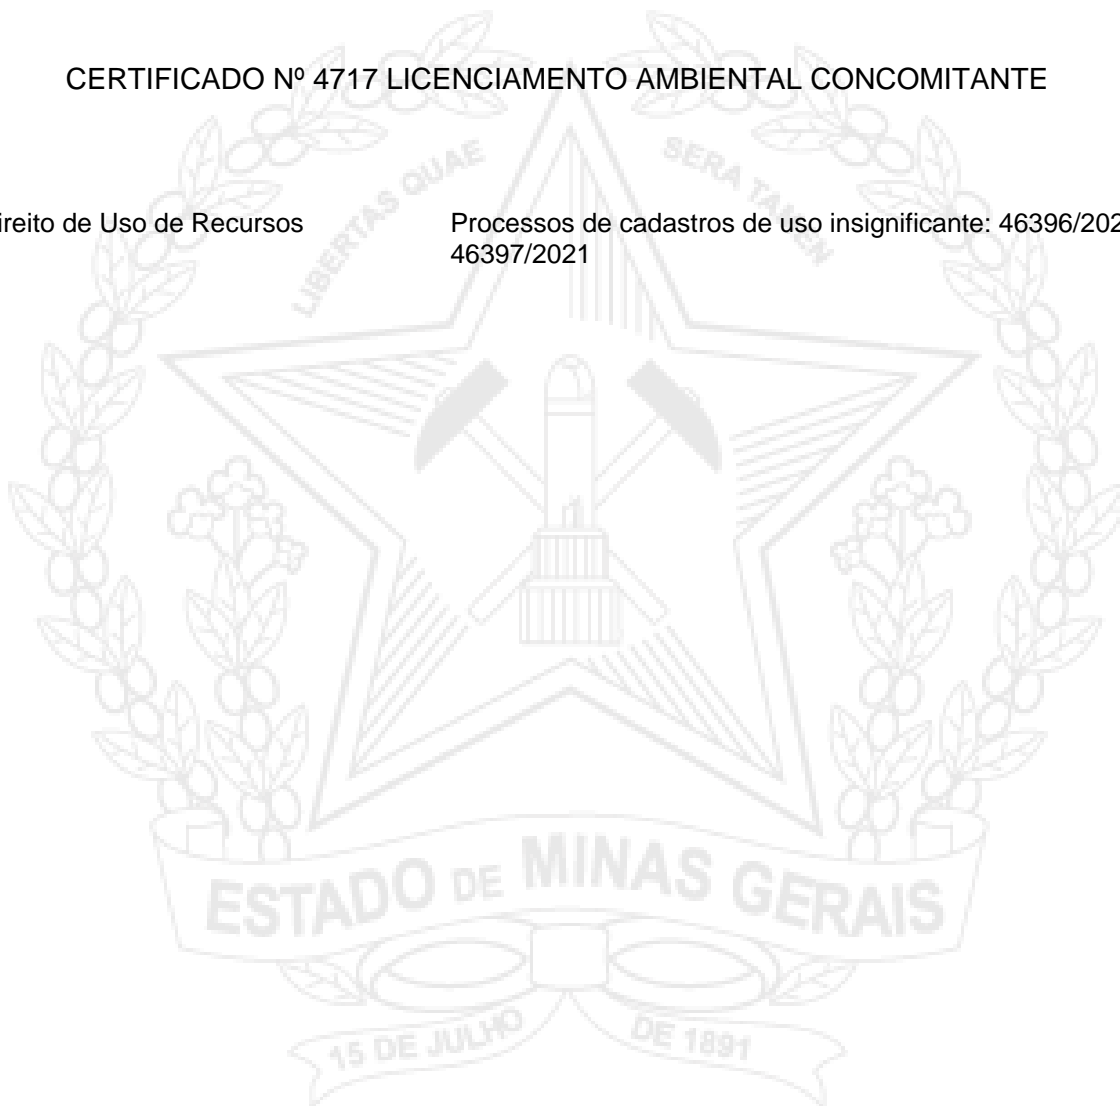 CERTIFICADO Nº 4717 LICENCIAMENTO AMBIENTAL CONCOMITANTE
LIBERTAS QUAE SERA TAMEN
ireito de Uso de Recursos
Processos de cadastros de uso insignificante: 46396/202
46397/2021
ESTADO DE MINAS GERAIS
15 DE JULHO DE 1891